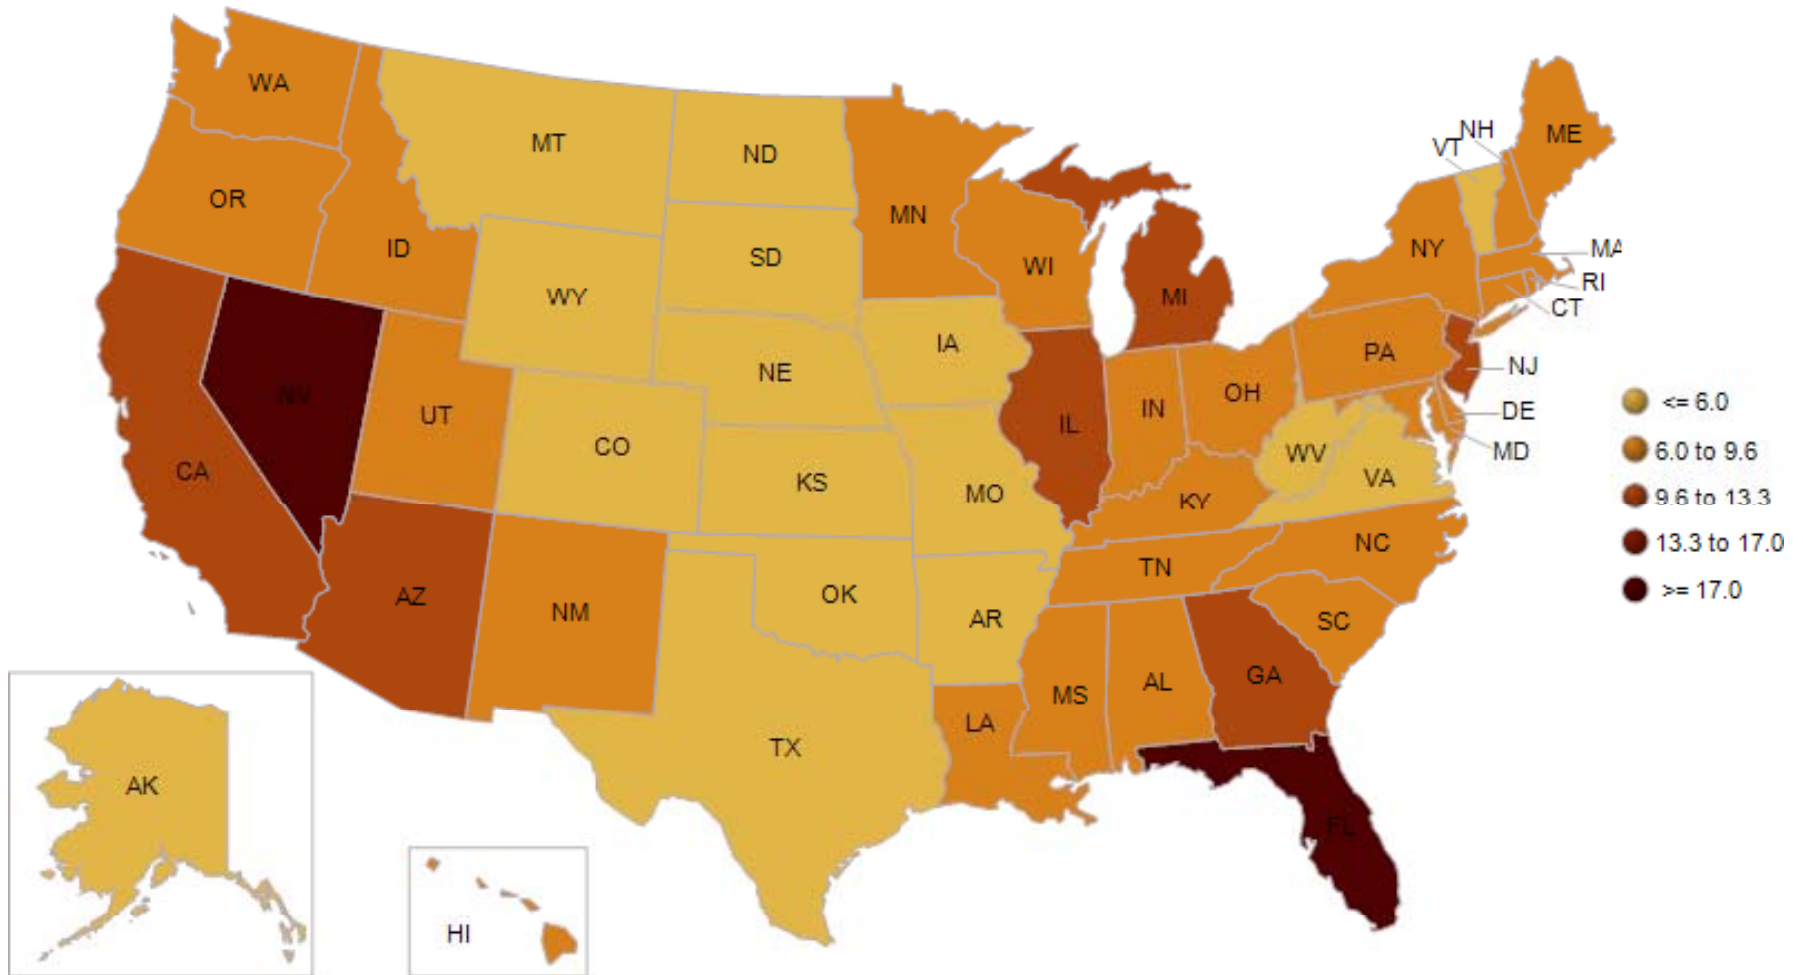 WA
MT
ND
NH
VT
ME
OR
MN
ID
SD
WI
NY
MA
WY
MI
RI
CT
IA
NE
PA
NJ
UT
OH
IN
DE
NV
IL
MD
CO
WV
CA
KS
MO
VA
KY
NC
TN
AZ
NM
OK
AR
SC
GA
MS
AL
LA
TX
AK
FL
HI
<= 6.0
6.0 to 9.6
9.6 to 13.3
13.3 to 17.0
>= 17.0